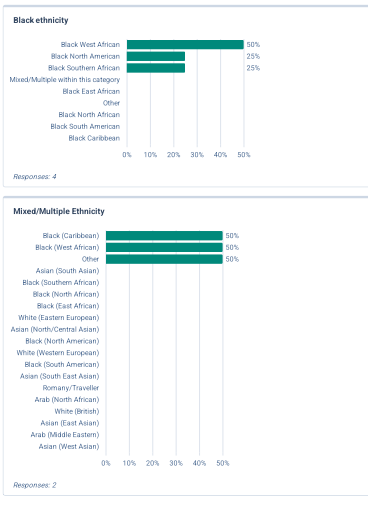 Black ethnicity
Black West African 50%
Black North American 25%
Black Southern African 25%
Mixed/Multiple within this category
Black East African
Other
Black North African
Black South American
Black Caribbean
0% 10% 20% 30% 40% 50%
Responses: 4
Mixed/Multiple Ethnicity
Black (Caribbean) 50%
Black (West African) 50%
Other 50%
Asian (South Asian)
Black (Southern African)
Black (North African)
Black (East African)
White (Eastern European)
Asian (North/Central Asian)
Black (North American)
White (Western European)
Black (South American)
Asian (South East Asian)
Romany/Traveller
Arab (North African)
White (British)
Asian (East Asian)
Arab (Middle Eastern)
Asian (West Asian)
0% 10% 20% 30% 40% 50%
Responses: 2